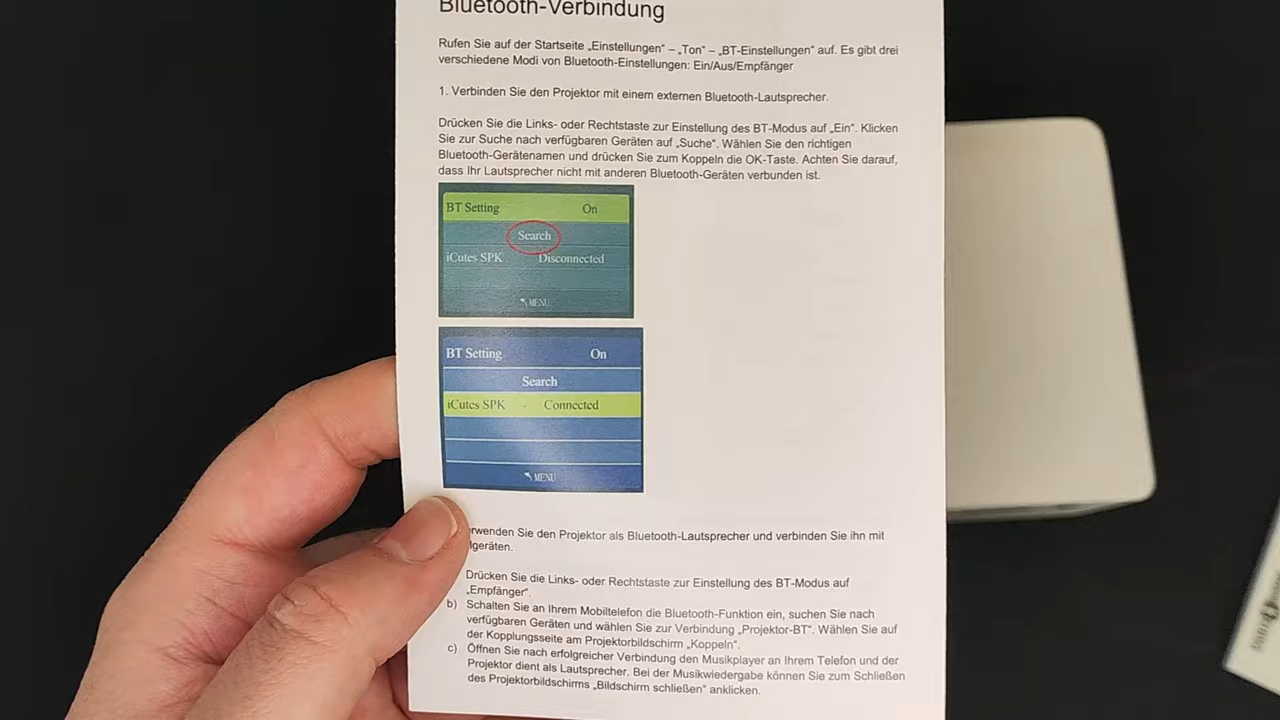 Bluetooth-Verbindung
Rufen Sie auf der Startseite „Einstellungen“ – „Ton“ – „BT-Einstellungen“ auf. Es gibt drei
verschiedene Modi von Bluetooth-Einstellungen: Ein/Aus/Empfänger
1. Verbinden Sie den Projektor mit einem externen Bluetooth-Lautsprecher.
Drücken Sie die Links- oder Rechtstaste zur Einstellung des BT-Modus auf „Ein“. Klicken
Sie zur Suche nach verfügbaren Geräten auf „Suche“. Wählen Sie den richtigen
Bluetooth-Gerätenamen und drücken Sie zum Koppeln die OK-Taste. Achten Sie darauf,
dass Ihr Lautsprecher nicht mit anderen Bluetooth-Geräten verbunden ist.
BT Setting On
Search
iCutes SPK Disconnected
MENU
BT Setting On
Search
iCutes SPK - Connected
MENU
rwenden Sie den Projektor als Bluetooth-Lautsprecher und verbinden Sie ihn mit
lgeräten.
Drücken Sie die Links- oder Rechtstaste zur Einstellung des BT-Modus auf
„Empfänger“.
b) Schalten Sie an Ihrem Mobiltelefon die Bluetooth-Funktion ein, suchen Sie nach
verfügbaren Geräten und wählen Sie zur Verbindung „Projektor-BT“. Wählen Sie auf
der Kopplungsseite am Projektorbildschirm „Koppeln“.
c) Öffnen Sie nach erfolgreicher Verbindung den Musikplayer an Ihrem Telefon und der
Projektor dient als Lautsprecher. Bei der Musikwiedergabe können Sie zum Schließen
des Projektorbildschirms „Bildschirm schließen“ anklicken.